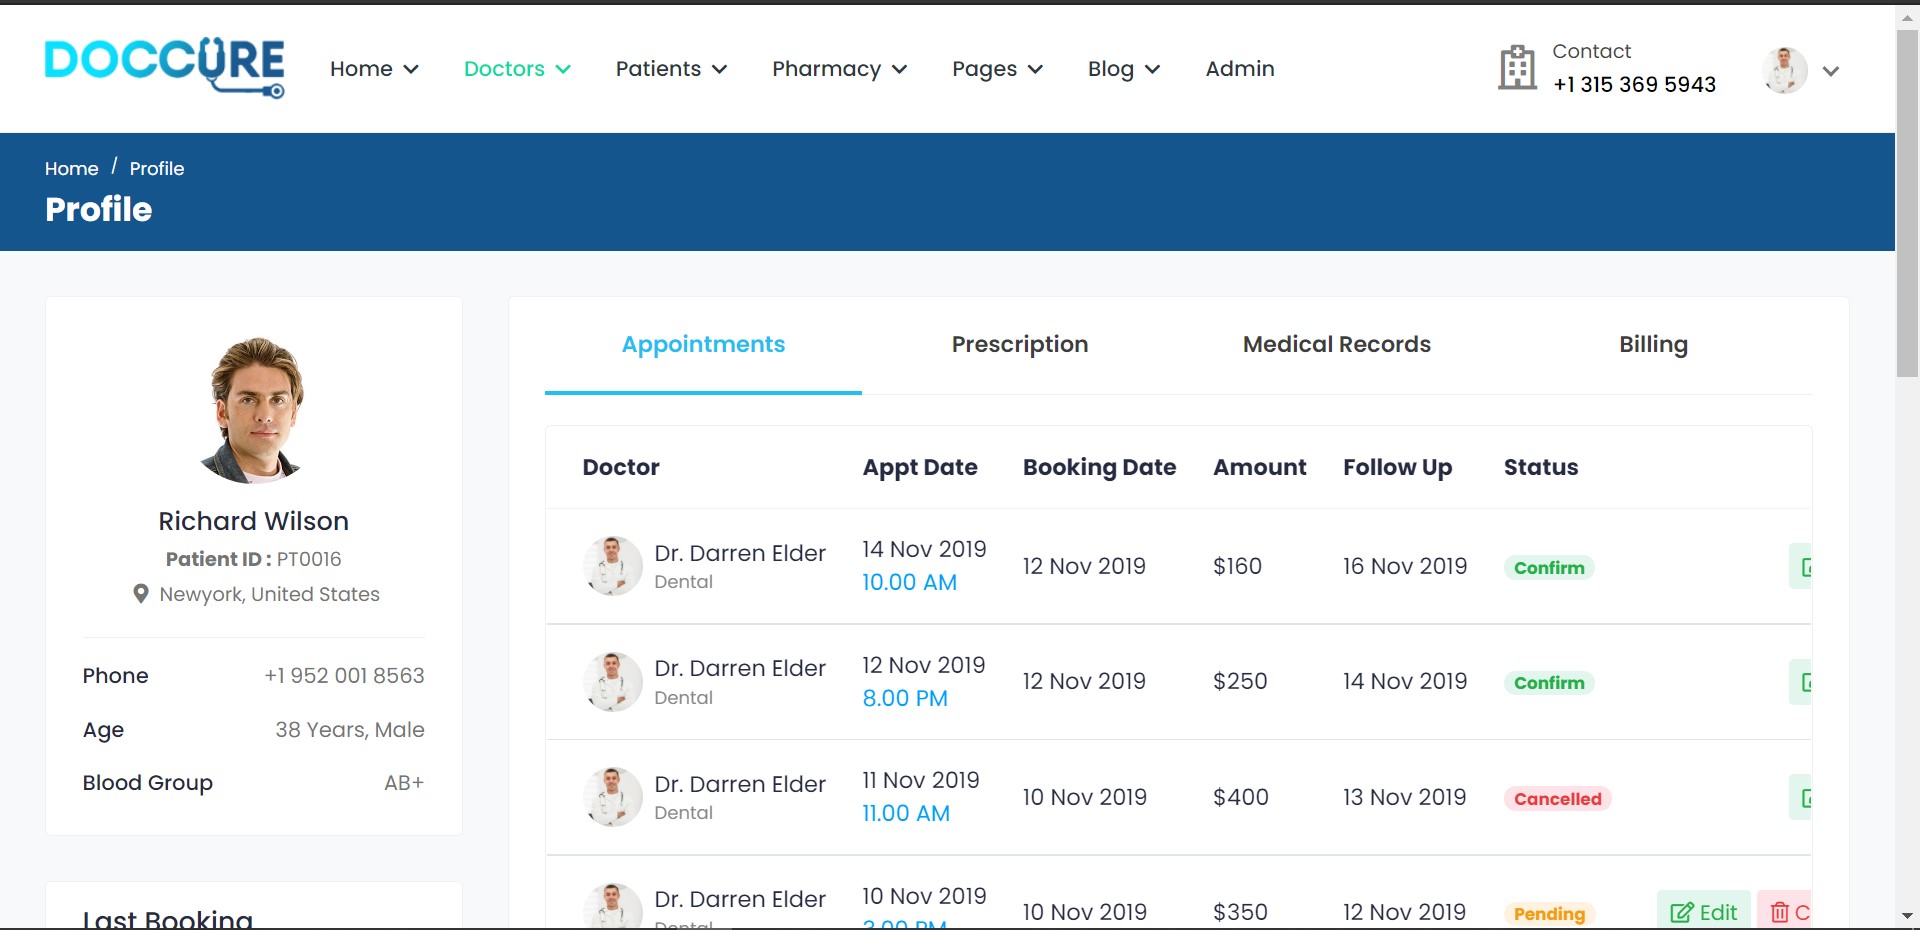 DOCCURE
Home Doctors Patients Pharmacy Pages Blog Admin
Contact
+1 315 369 5943
Home / Profile
Profile
Richard Wilson
Patient ID : PT0016
Newyork, United States
Phone +1 952 001 8563
Age 38 Years, Male
Blood Group AB+
Last Booking
Appointments Prescription Medical Records Billing
Doctor Appt Date Booking Date Amount Follow Up Status
Dr. Darren Elder
Dental
14 Nov 2019
10.00 AM
12 Nov 2019 $160 16 Nov 2019 Confirm
Dr. Darren Elder
Dental
12 Nov 2019
8.00 PM
12 Nov 2019 $250 14 Nov 2019 Confirm
Dr. Darren Elder
Dental
11 Nov 2019
11.00 AM
10 Nov 2019 $400 13 Nov 2019 Cancelled
Dr. Darren Elder
Dental
10 Nov 2019
3.00 PM
10 Nov 2019 $350 12 Nov 2019 Pending Edit C